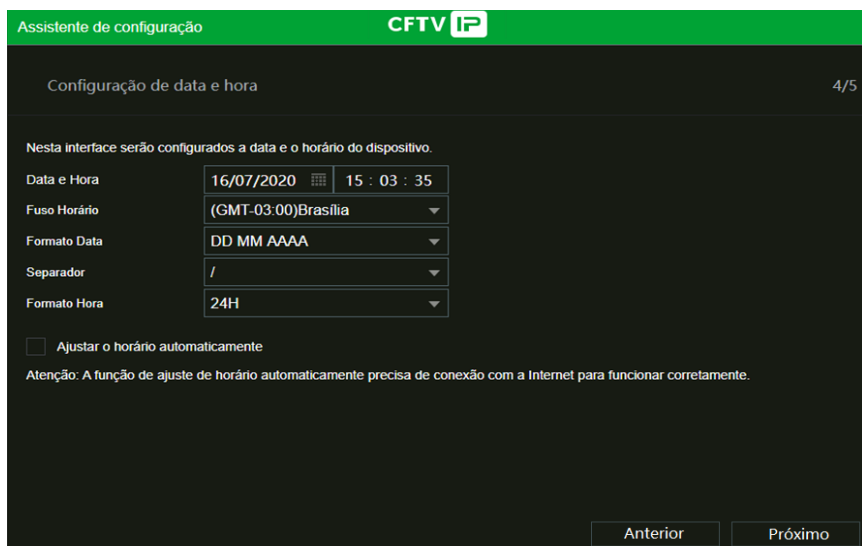 Assistente de configuração CFTV IP
Configuração de data e hora 4/5
Nesta interface serão configurados a data e o horário do dispositivo.
Data e Hora 16/07/2020 15 : 03 : 35
Fuso Horário (GMT-03:00)Brasília
Formato Data DD MM AAAA
Separador /
Formato Hora 24H
Ajustar o horário automaticamente
Atenção: A função de ajuste de horário automaticamente precisa de conexão com a Internet para funcionar corretamente.
Anterior Próximo